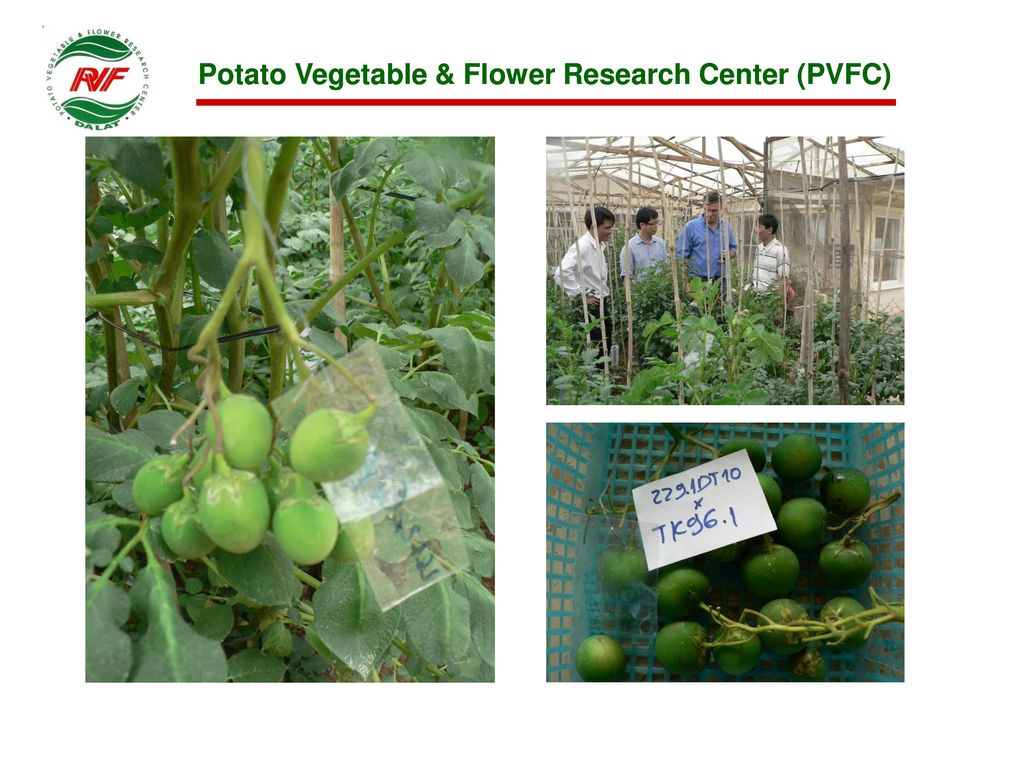 POTATO VEGETABLE & FLOWER RESEARCH CENTER
PVF
DALAT
Potato Vegetable & Flower Research Center (PVFC)
229.1DT10
x
TK96.1